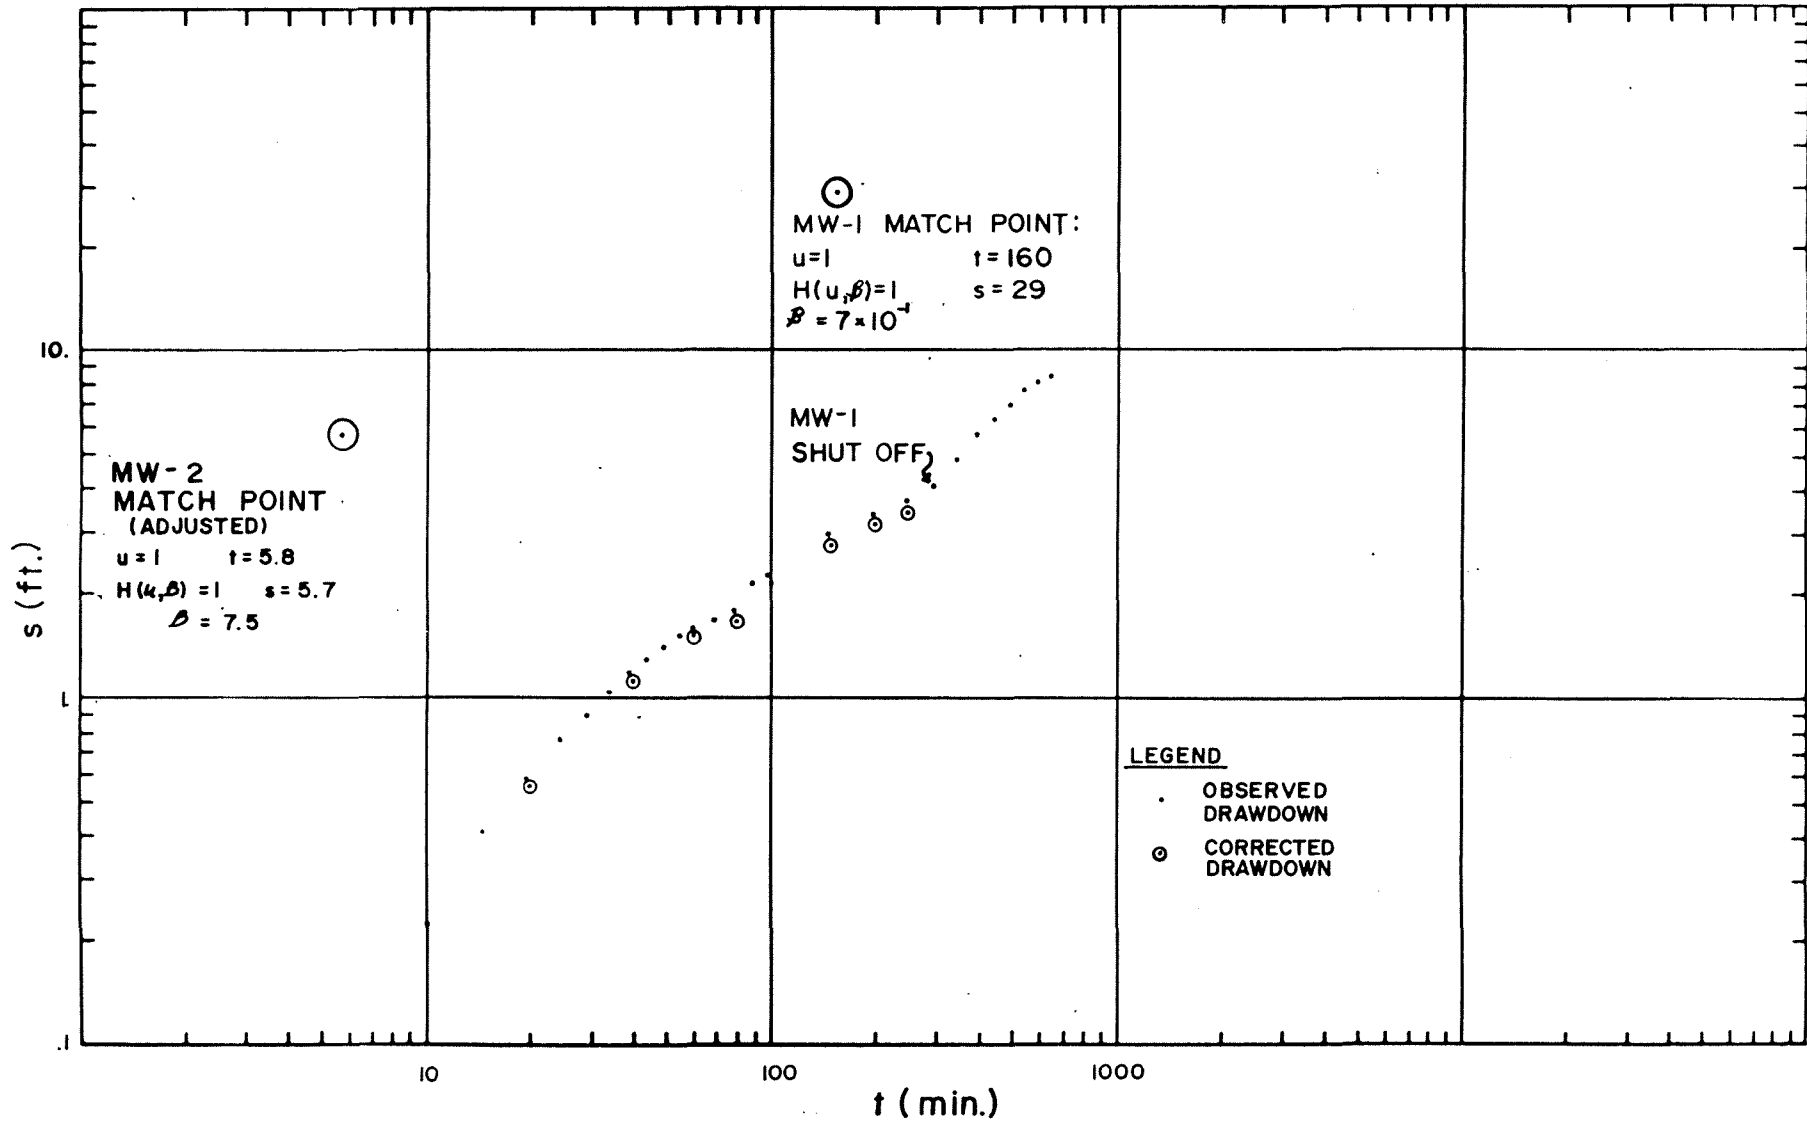 MW-1 MATCH POINT:
u=1 t=160
H(u,β)=1 s=29
β = 7×10⁻¹
10.
MW-1
SHUT OFF
MW-2
MATCH POINT
(ADJUSTED)
u=1 t=5.8
H(u,β)=1 s=5.7
β = 7.5
s (ft.)
1.
LEGEND
OBSERVED
DRAWDOWN
CORRECTED
DRAWDOWN
.1
10 100 1000
t (min.)